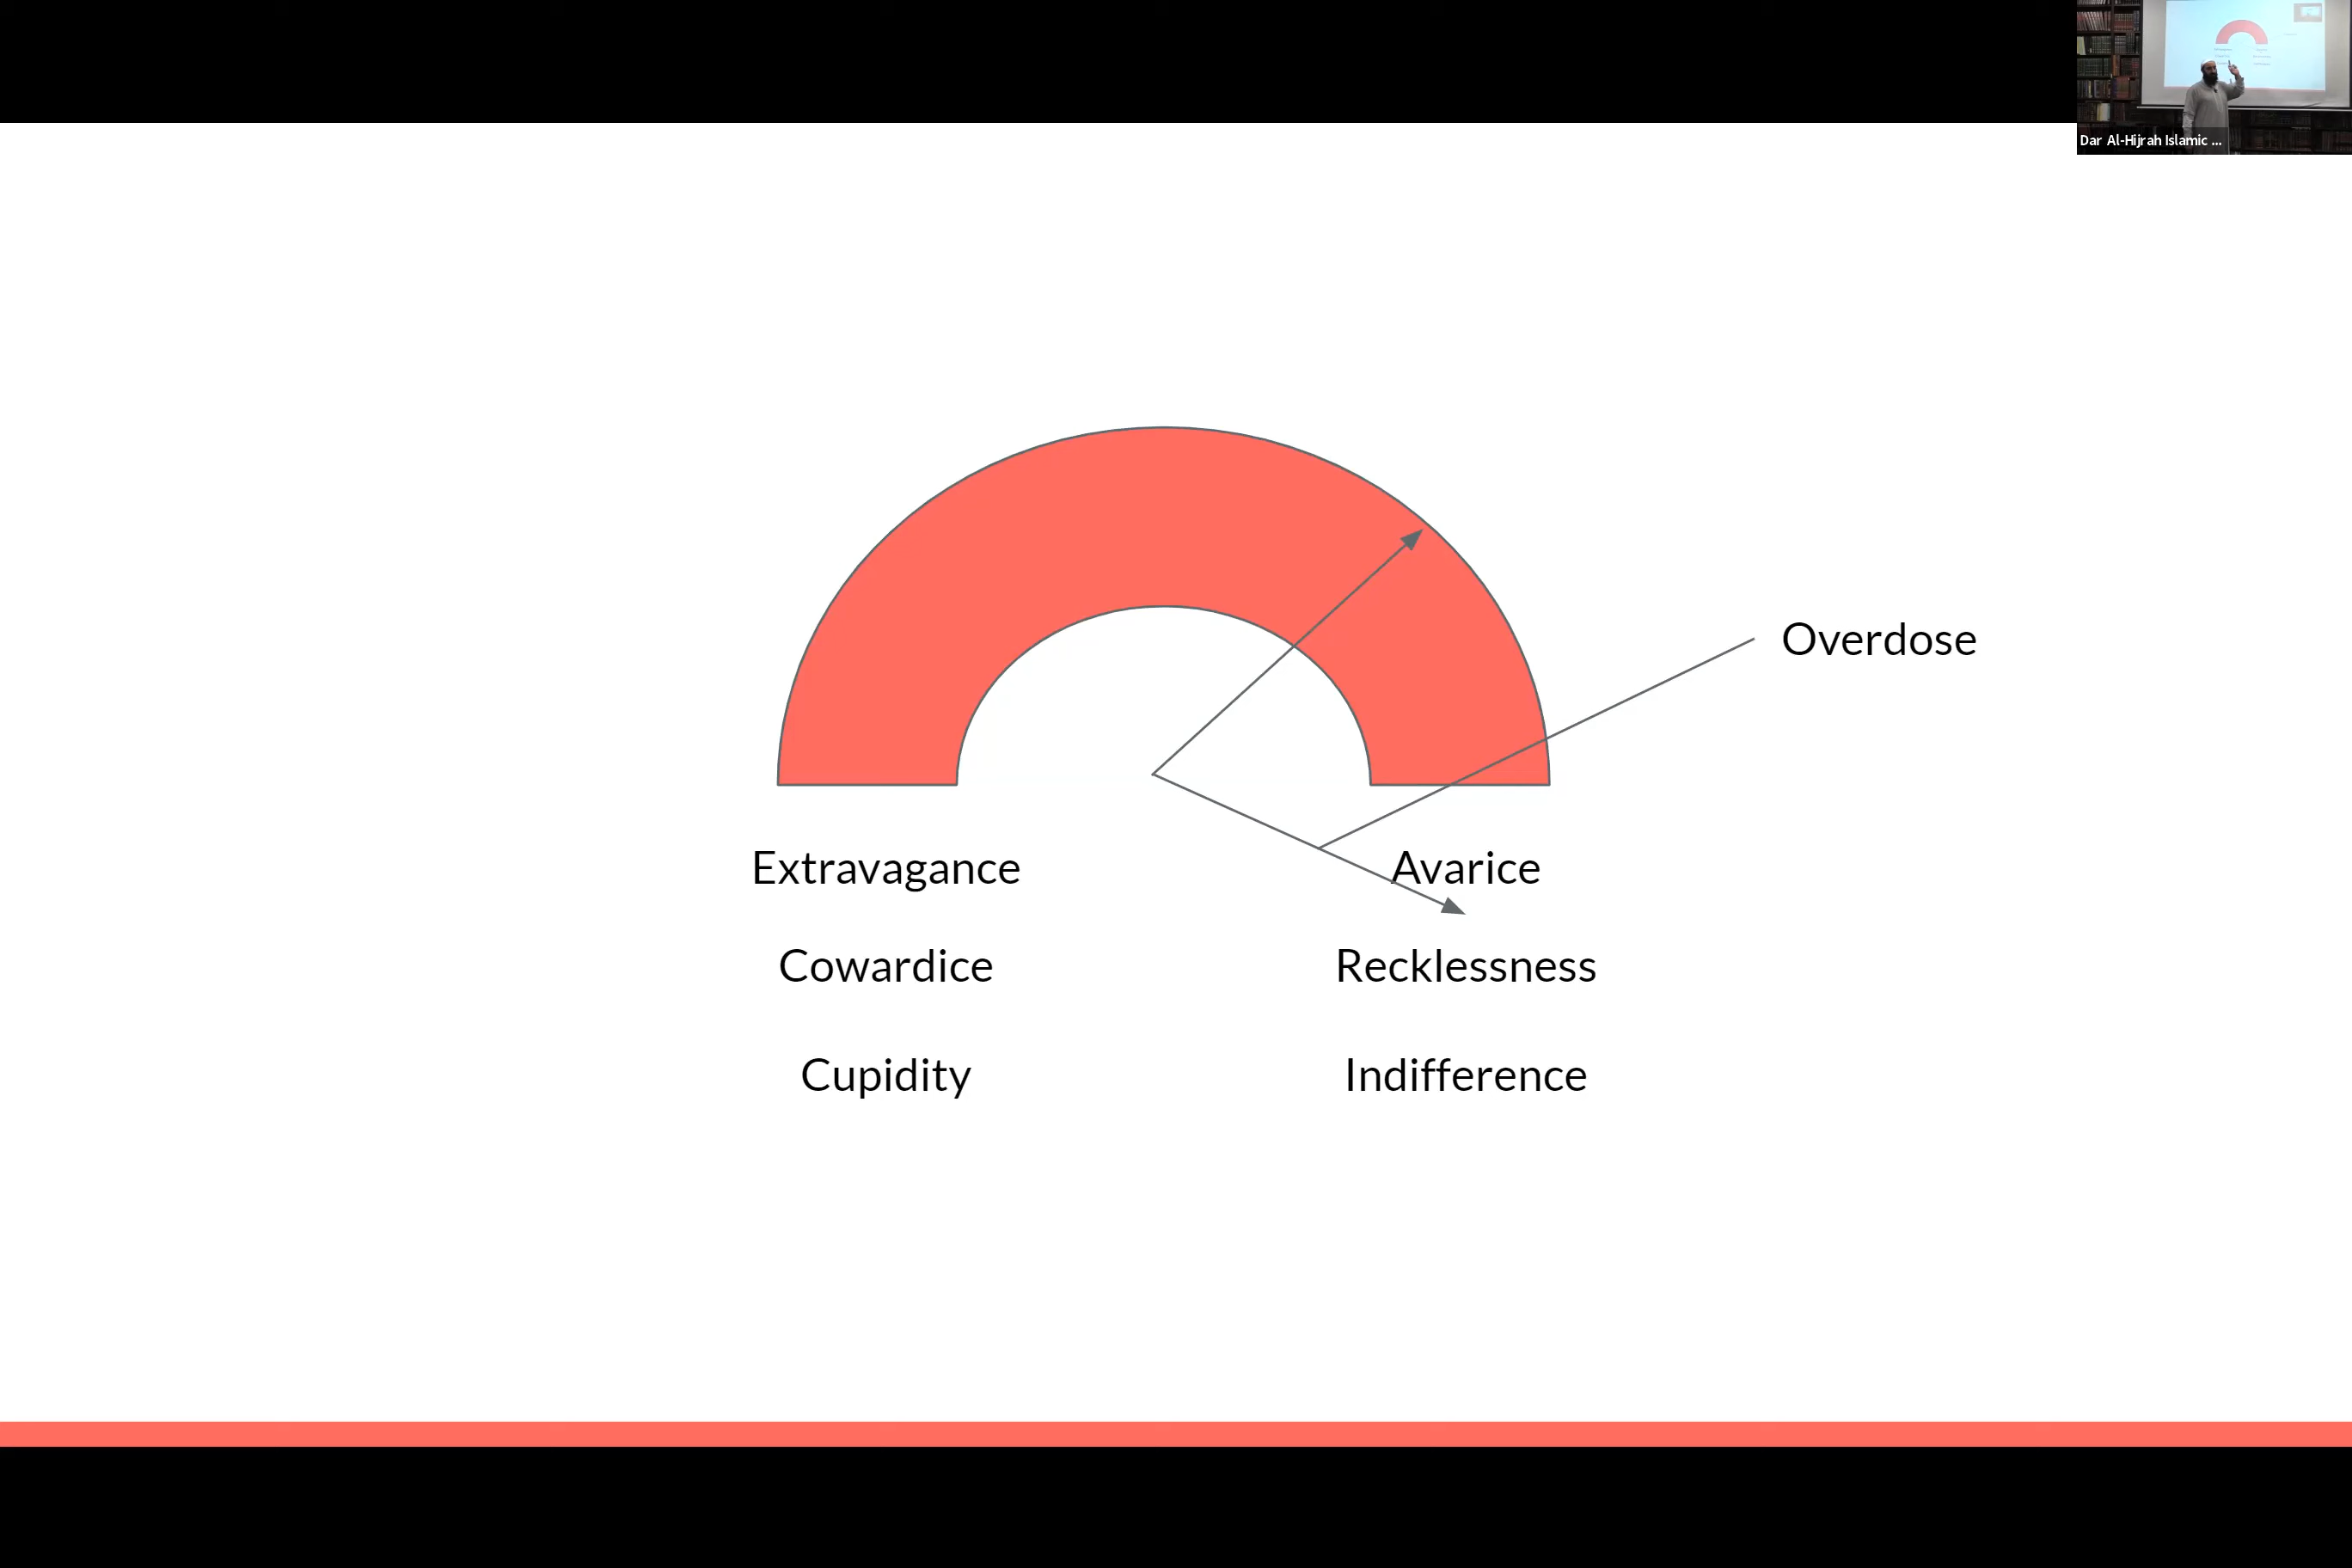 Dar Al-Hijrah Islamic ...
Overdose
Extravagance
Avarice
Cowardice
Recklessness
Cupidity
Indifference